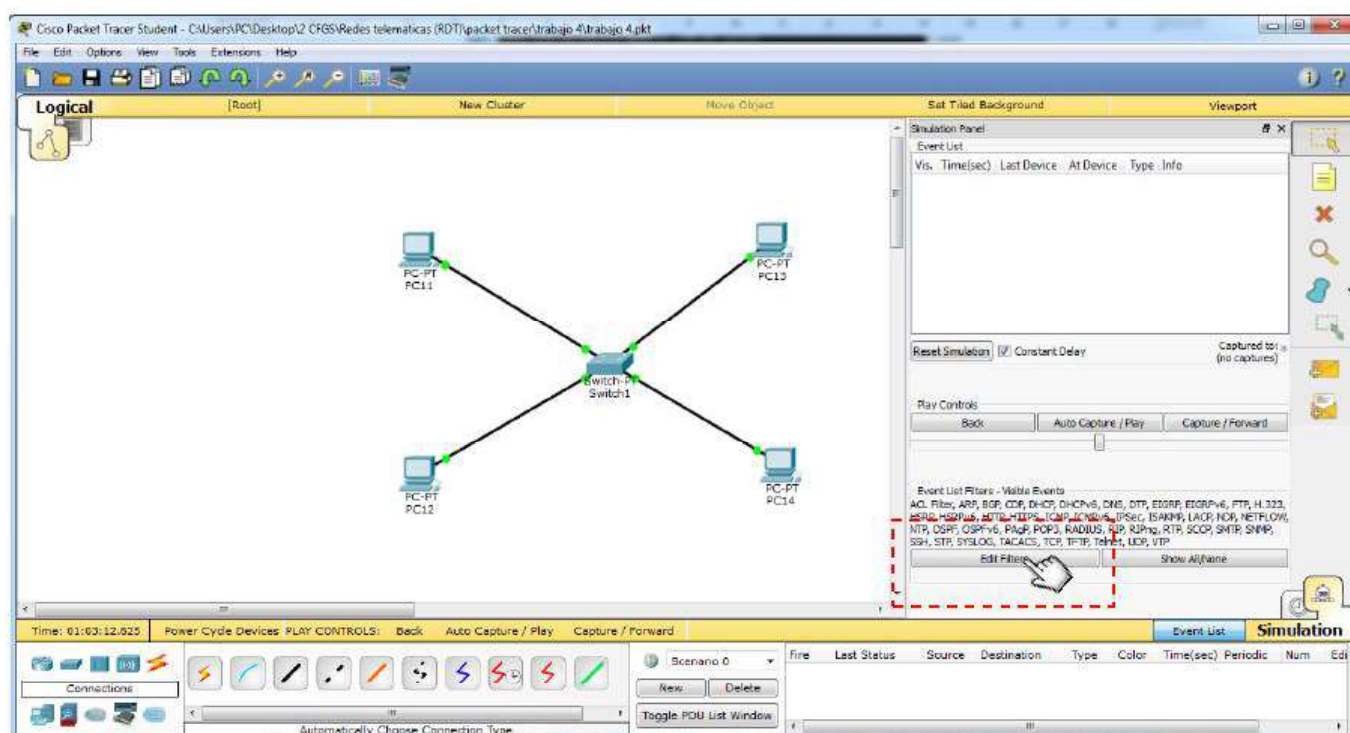 Cisco Packet Tracer Student - C:\Users\PC\Desktop\2 CFGS\Redes telematicas (RDT)\packet tracer\trabajo 4\trabajo 4.pkt
File Edit Options View Tools Extensions Help
Logical [Root] New Cluster Move Object Set Tiled Background Viewport
Simulation Panel
Event List
Vis. Time(sec) Last Device At Device Type Info
PC-PT
PC11
PC-PT
PC13
Switch-PT
Switch1
PC-PT
PC12
PC-PT
PC14
Reset Simulation Constant Delay Captured to:
(no captures)
Play Controls
Back Auto Capture / Play Capture / Forward
Event List Filters - Visible Events
ACL Filter, ARP, BGP, CDP, DHCP, DHCPv6, DNS, DTP, EIGRP, EIGRPv6, FTP, H.323,
HSRP, HSRPv6, HTTP, HTTPS, ICMP, ICMPv6, IPSec, ISAKMP, LACP, NDP, NETFLOW,
NTP, OSPF, OSPFv6, PAgP, POP3, RADIUS, RIP, RIPng, RTP, SCCP, SMTP, SNMP,
SSH, STP, SYSLOG, TACACS, TCP, TFTP, Telnet, UDP, VTP
Edit Filters Show All/None
Time: 01:03:12.625 Power Cycle Devices PLAY CONTROLS: Back Auto Capture / Play Capture / Forward Event List Simulation
Connections
Automatically Choose Connection Type
Scenario 0
New Delete
Toggle PDU List Window
Fire Last Status Source Destination Type Color Time(sec) Periodic Num Edi